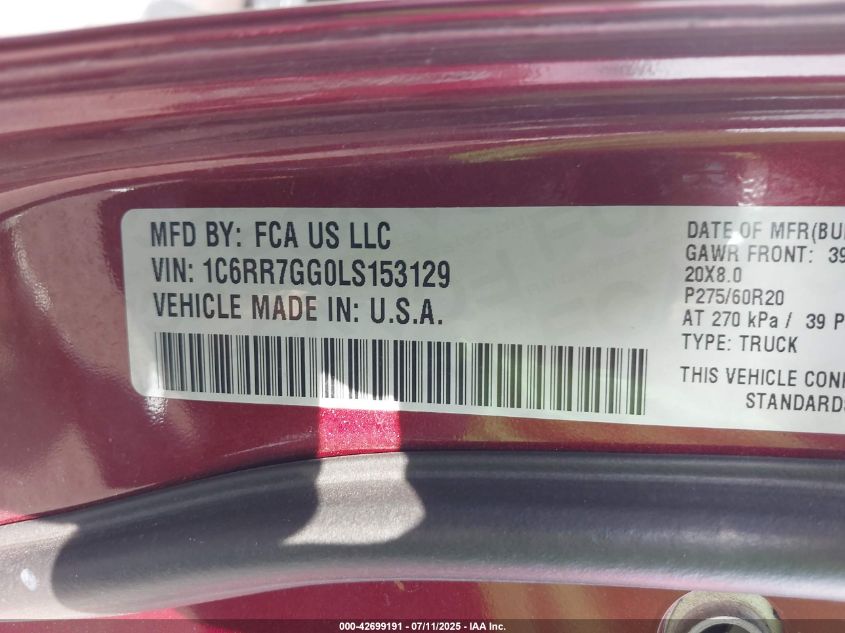 MFD BY: FCA US LLC
VIN: 1C6RR7GG0LS153129
VEHICLE MADE IN: U.S.A.
DATE OF MFR(BU
GAWR FRONT: 39
20X8.0
P275/60R20
AT 270 kPa / 39 P
TYPE: TRUCK
THIS VEHICLE CON
STANDARDS
000-42699191 - 07/11/2025 - IAA Inc.